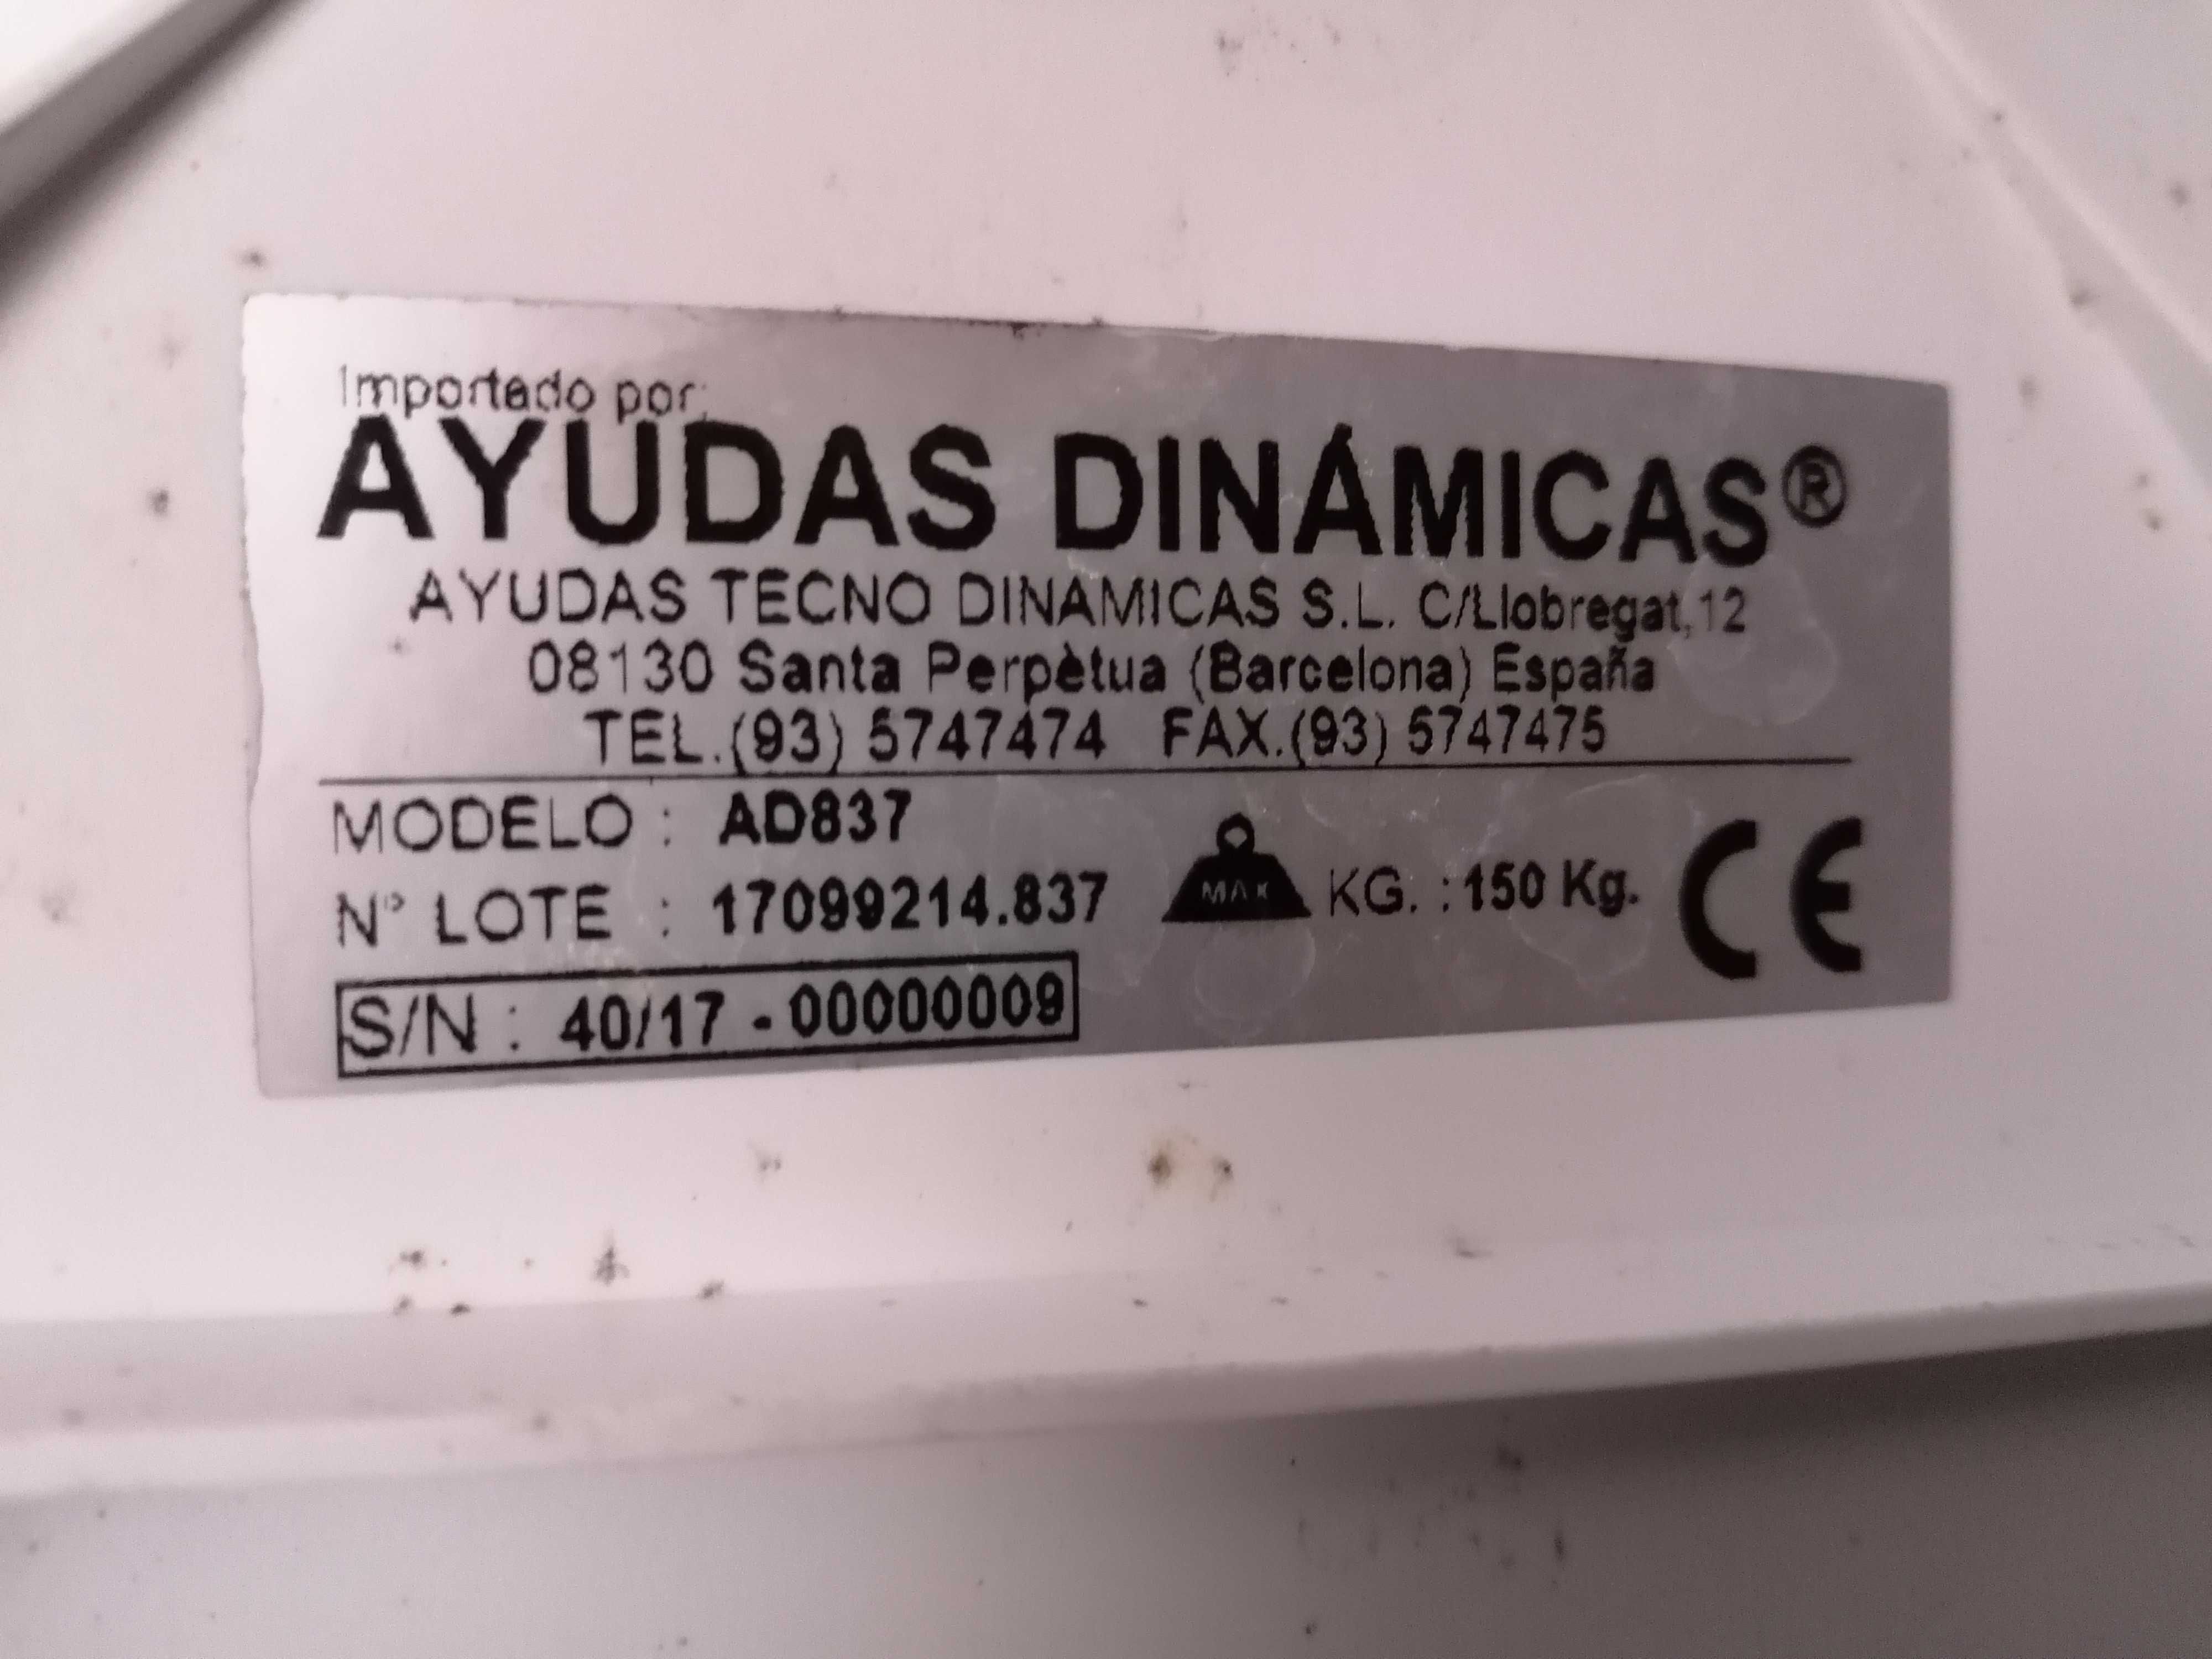 Importado por:
AYUDAS DINÁMICAS®
AYUDAS TECNO DINAMICAS S.L. C/Llobregat,12
08130 Santa Perpètua (Barcelona) España
TEL.(93) 5747474 FAX.(93) 5747475
MODELO : AD837
Nº LOTE : 17099214.837
MAX KG. : 150 Kg. CE
S/N : 40/17 - 00000009